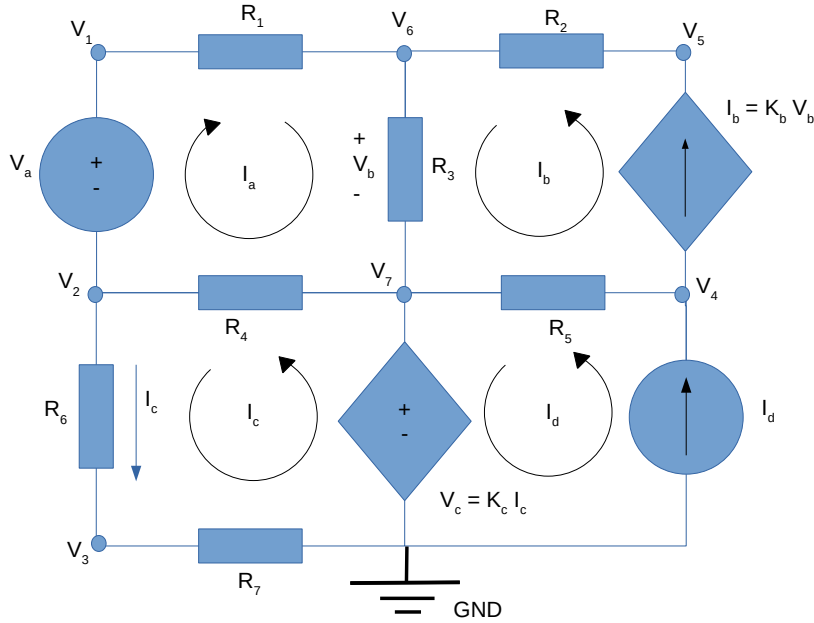 R1
R2
V1
V6
V5
Ib = Kb Vb
Va
+
-
Ia
+
Vb
-
R3
Ib
V2
V7
V4
R4
R5
R6
Ic
Ic
+
-
Id
Id
Vc = Kc Ic
V3
R7
GND